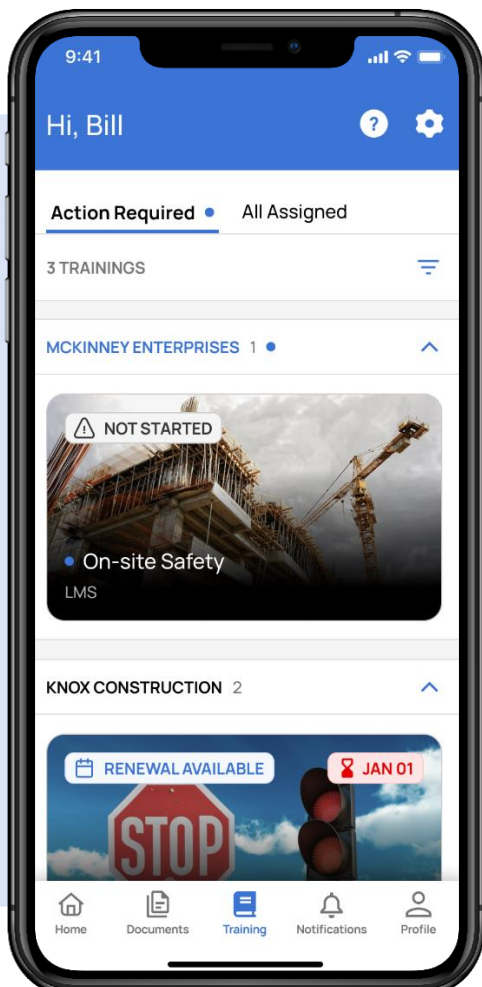 9:41
Hi, Bill
?
Action Required All Assigned
3 TRAININGS
MCKINNEY ENTERPRISES 1
NOT STARTED
On-site Safety
LMS
KNOX CONSTRUCTION 2
RENEWAL AVAILABLE JAN 01
STOP
Home Documents Training Notifications Profile